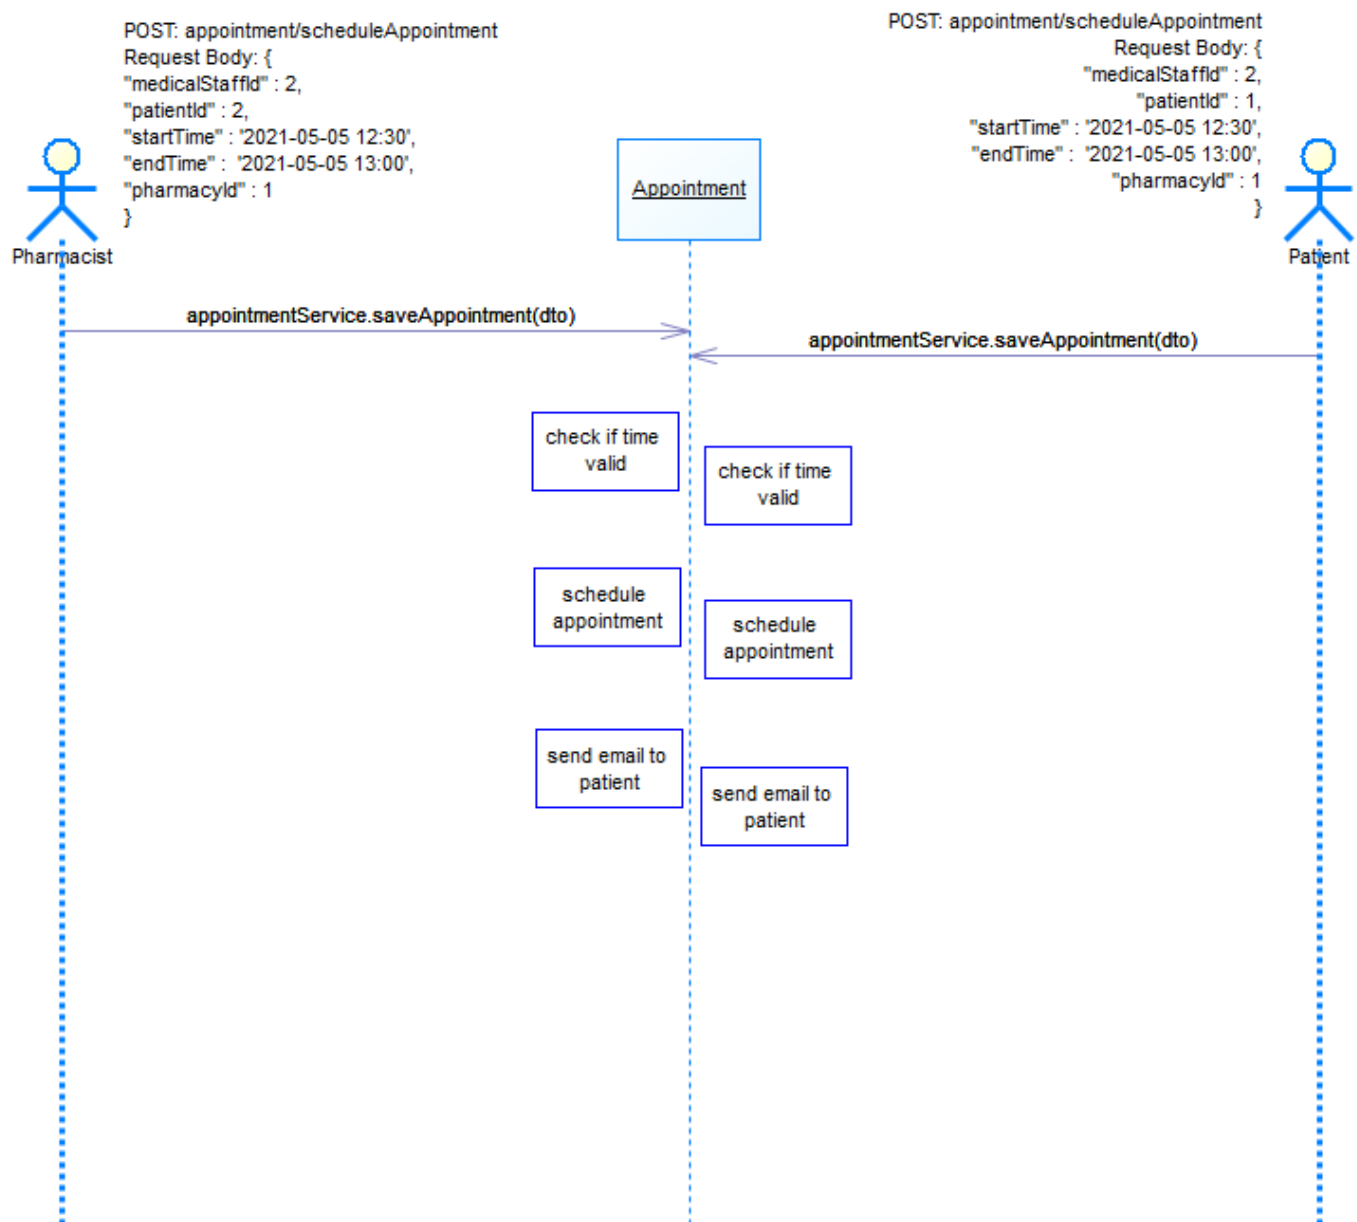 POST: appointment/scheduleAppointment
Request Body: {
"medicalStaffId" : 2,
"patientId" : 2,
"startTime" : '2021-05-05 12:30',
"endTime" :  '2021-05-05 13:00',
"pharmacyId" : 1
}
Pharmacist
Appointment
POST: appointment/scheduleAppointment
Request Body: {
"medicalStaffId" : 2,
"patientId" : 1,
"startTime" : '2021-05-05 12:30',
"endTime" :  '2021-05-05 13:00',
"pharmacyId" : 1
}
Patient
appointmentService.saveAppointment(dto)
appointmentService.saveAppointment(dto)
check if time
valid
check if time
valid
schedule
appointment
schedule
appointment
send email to
patient
send email to
patient